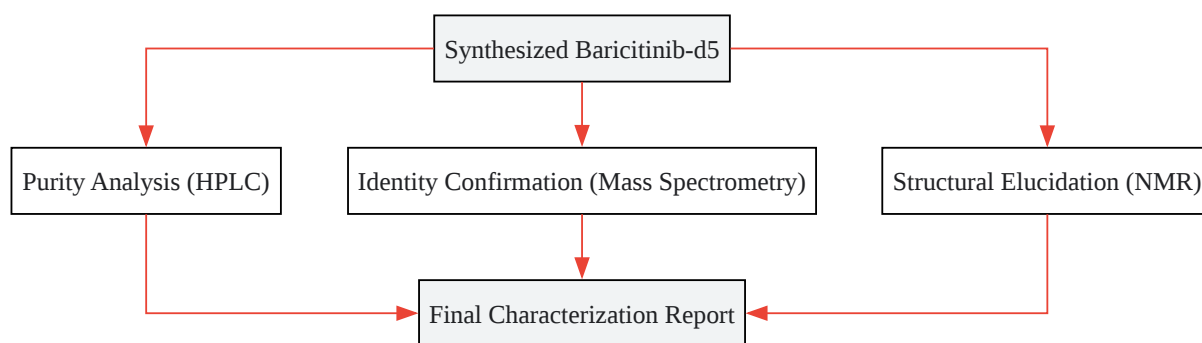 Synthesized Baricitinib-d5
Purity Analysis (HPLC)
Identity Confirmation (Mass Spectrometry)
Structural Elucidation (NMR)
Final Characterization Report